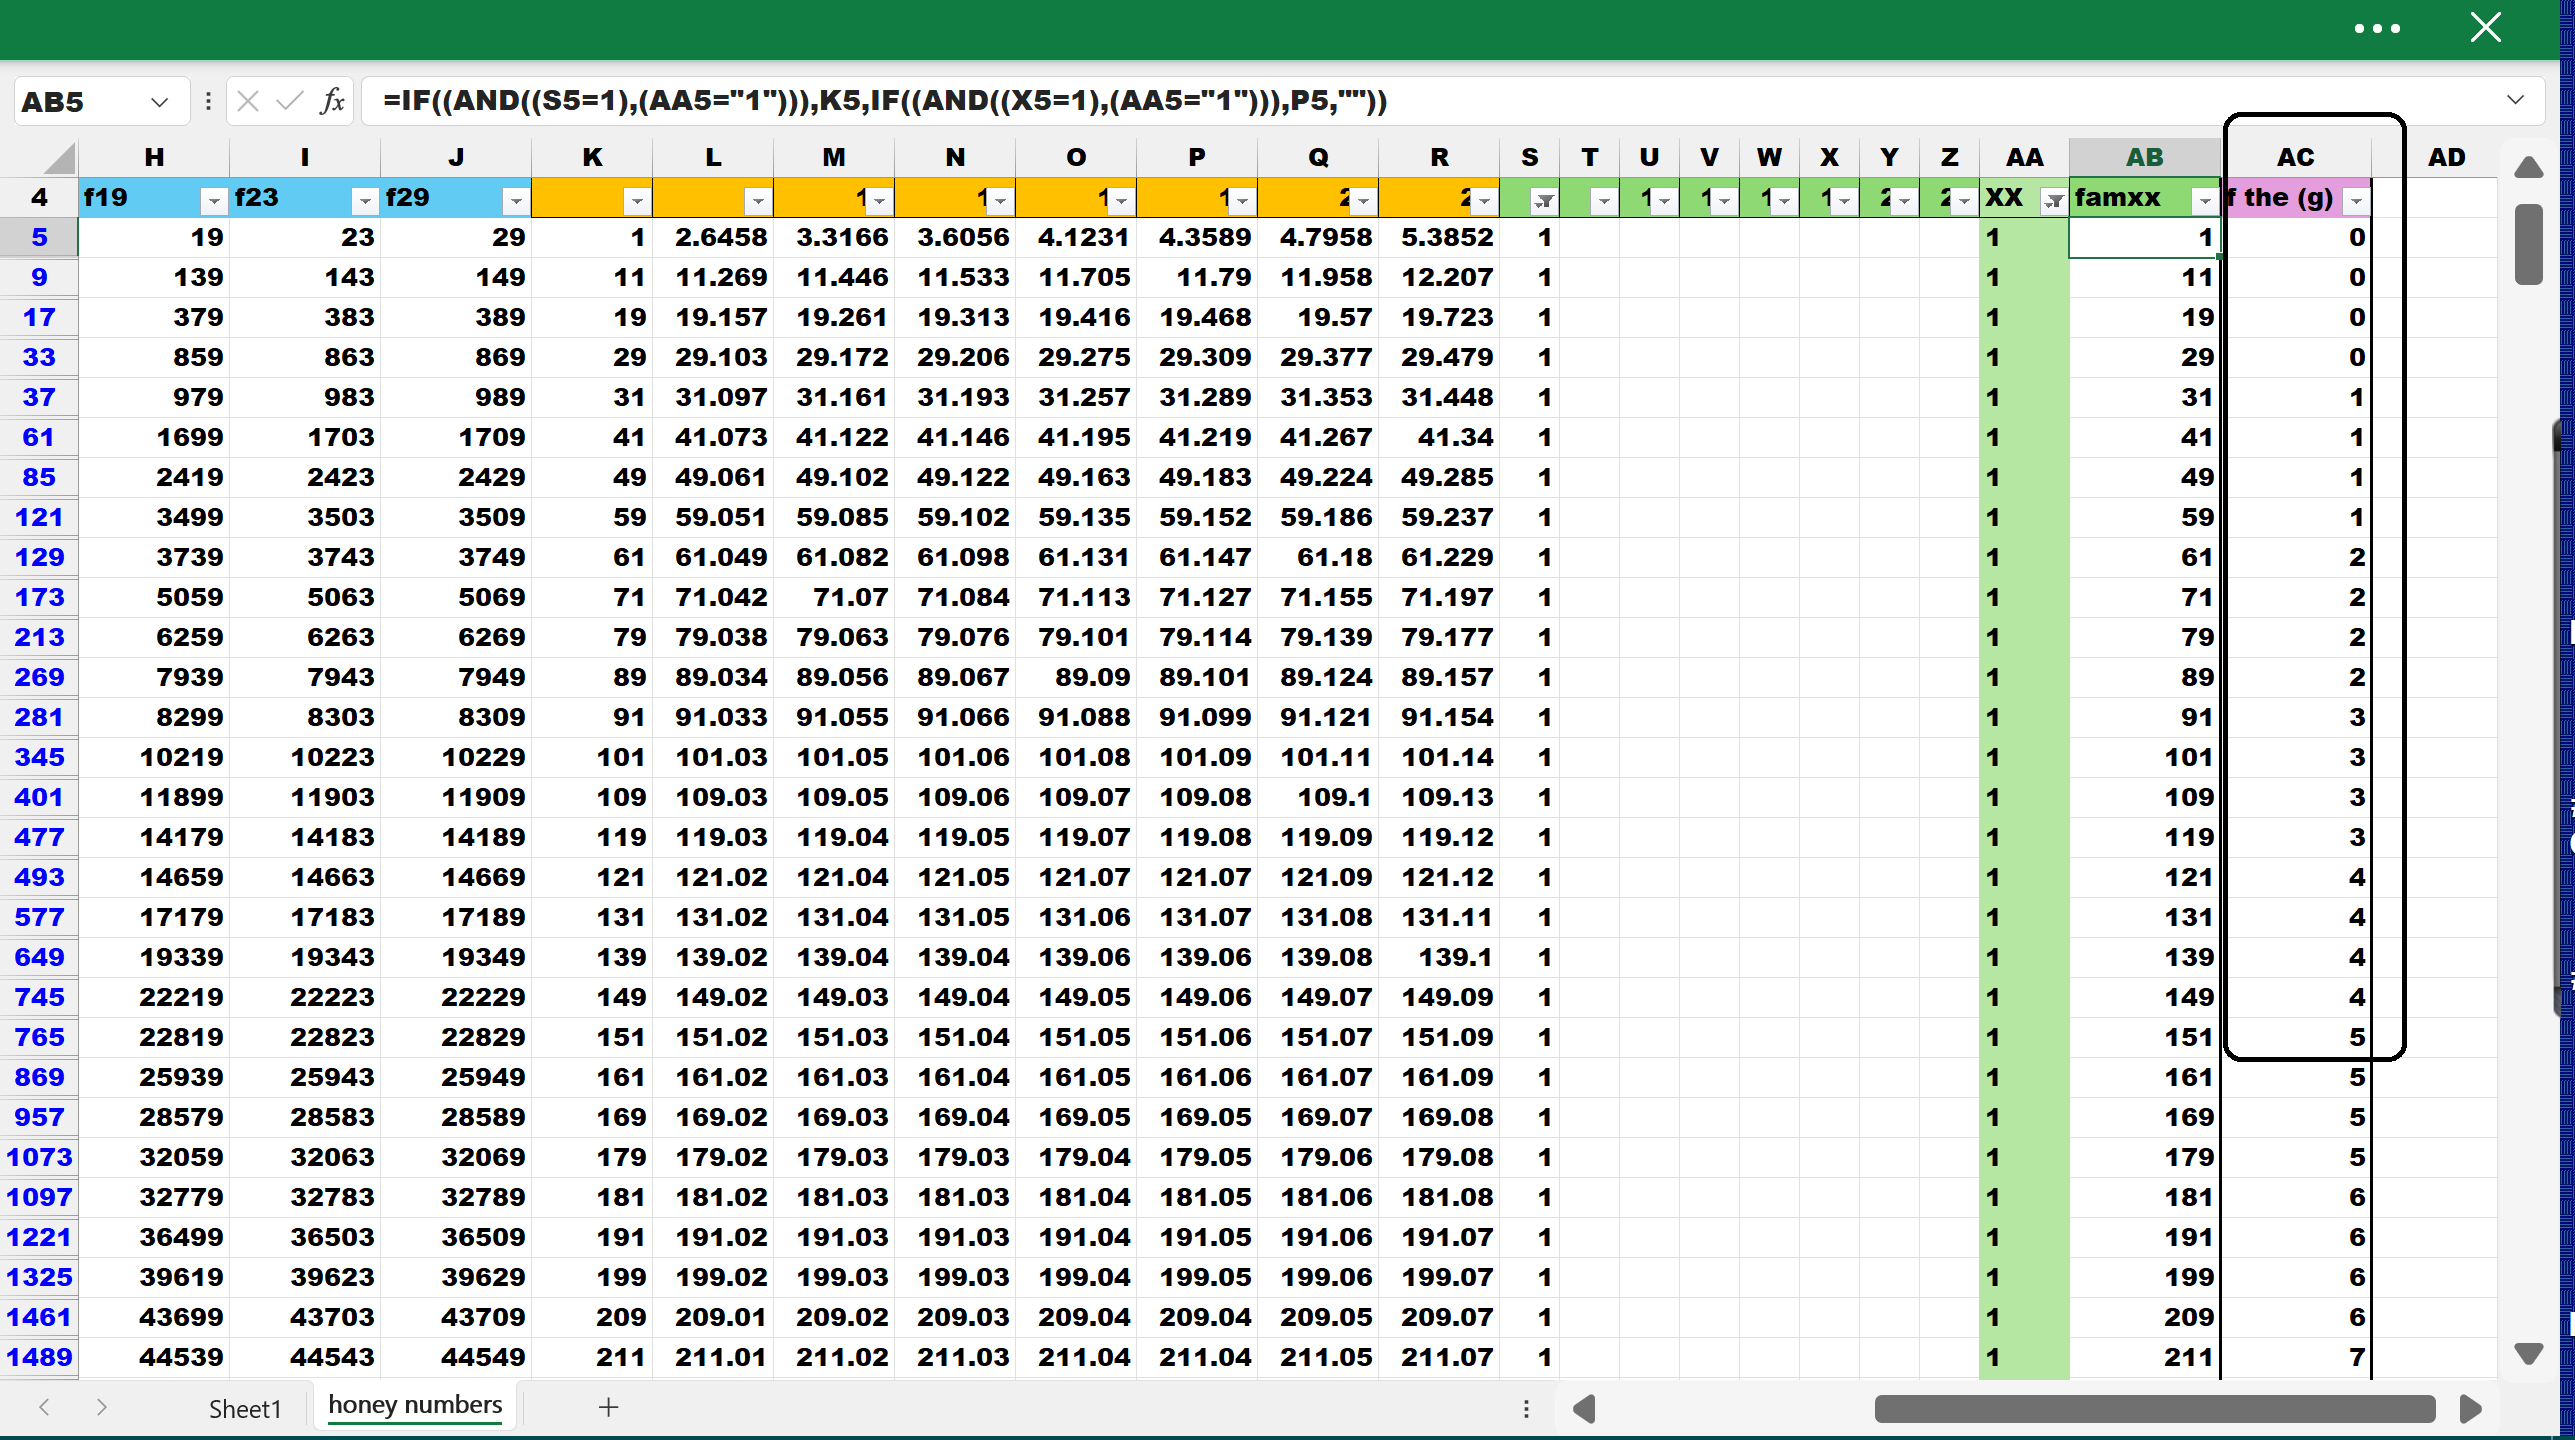 AB5 fx =IF((AND((S5=1),(AA5="1"))),K5,IF((AND((X5=1),(AA5="1"))),P5,""))
H I J K L M N O P Q R S T U V W X Y Z AA AB AC AD
4 f19 f23 f29 1 1 1 1 2 2 1 1 1 1 2 2 XX famxx f the (g)
5 19 23 29 1 2.6458 3.3166 3.6056 4.1231 4.3589 4.7958 5.3852 1 1 1 0
9 139 143 149 11 11.269 11.446 11.533 11.705 11.79 11.958 12.207 1 1 11 0
17 379 383 389 19 19.157 19.261 19.313 19.416 19.468 19.57 19.723 1 1 19 0
33 859 863 869 29 29.103 29.172 29.206 29.275 29.309 29.377 29.479 1 1 29 0
37 979 983 989 31 31.097 31.161 31.193 31.257 31.289 31.353 31.448 1 1 31 1
61 1699 1703 1709 41 41.073 41.122 41.146 41.195 41.219 41.267 41.34 1 1 41 1
85 2419 2423 2429 49 49.061 49.102 49.122 49.163 49.183 49.224 49.285 1 1 49 1
121 3499 3503 3509 59 59.051 59.085 59.102 59.135 59.152 59.186 59.237 1 1 59 1
129 3739 3743 3749 61 61.049 61.082 61.098 61.131 61.147 61.18 61.229 1 1 61 2
173 5059 5063 5069 71 71.042 71.07 71.084 71.113 71.127 71.155 71.197 1 1 71 2
213 6259 6263 6269 79 79.038 79.063 79.076 79.101 79.114 79.139 79.177 1 1 79 2
269 7939 7943 7949 89 89.034 89.056 89.067 89.09 89.101 89.124 89.157 1 1 89 2
281 8299 8303 8309 91 91.033 91.055 91.066 91.088 91.099 91.121 91.154 1 1 91 3
345 10219 10223 10229 101 101.03 101.05 101.06 101.08 101.09 101.11 101.14 1 1 101 3
401 11899 11903 11909 109 109.03 109.05 109.06 109.07 109.08 109.1 109.13 1 1 109 3
477 14179 14183 14189 119 119.03 119.04 119.05 119.07 119.08 119.09 119.12 1 1 119 3
493 14659 14663 14669 121 121.02 121.04 121.05 121.07 121.07 121.09 121.12 1 1 121 4
577 17179 17183 17189 131 131.02 131.04 131.05 131.06 131.07 131.08 131.11 1 1 131 4
649 19339 19343 19349 139 139.02 139.04 139.04 139.06 139.06 139.08 139.1 1 1 139 4
745 22219 22223 22229 149 149.02 149.03 149.04 149.05 149.06 149.07 149.09 1 1 149 4
765 22819 22823 22829 151 151.02 151.03 151.04 151.05 151.06 151.07 151.09 1 1 151 5
869 25939 25943 25949 161 161.02 161.03 161.04 161.05 161.06 161.07 161.09 1 1 161 5
957 28579 28583 28589 169 169.02 169.03 169.04 169.05 169.05 169.07 169.08 1 1 169 5
1073 32059 32063 32069 179 179.02 179.03 179.03 179.04 179.05 179.06 179.08 1 1 179 5
1097 32779 32783 32789 181 181.02 181.03 181.03 181.04 181.05 181.06 181.08 1 1 181 6
1221 36499 36503 36509 191 191.02 191.03 191.03 191.04 191.05 191.06 191.07 1 1 191 6
1325 39619 39623 39629 199 199.02 199.03 199.03 199.04 199.05 199.06 199.07 1 1 199 6
1461 43699 43703 43709 209 209.01 209.02 209.03 209.04 209.04 209.05 209.07 1 1 209 6
1489 44539 44543 44549 211 211.01 211.02 211.03 211.04 211.04 211.05 211.07 1 1 211 7
Sheet1 honey numbers +